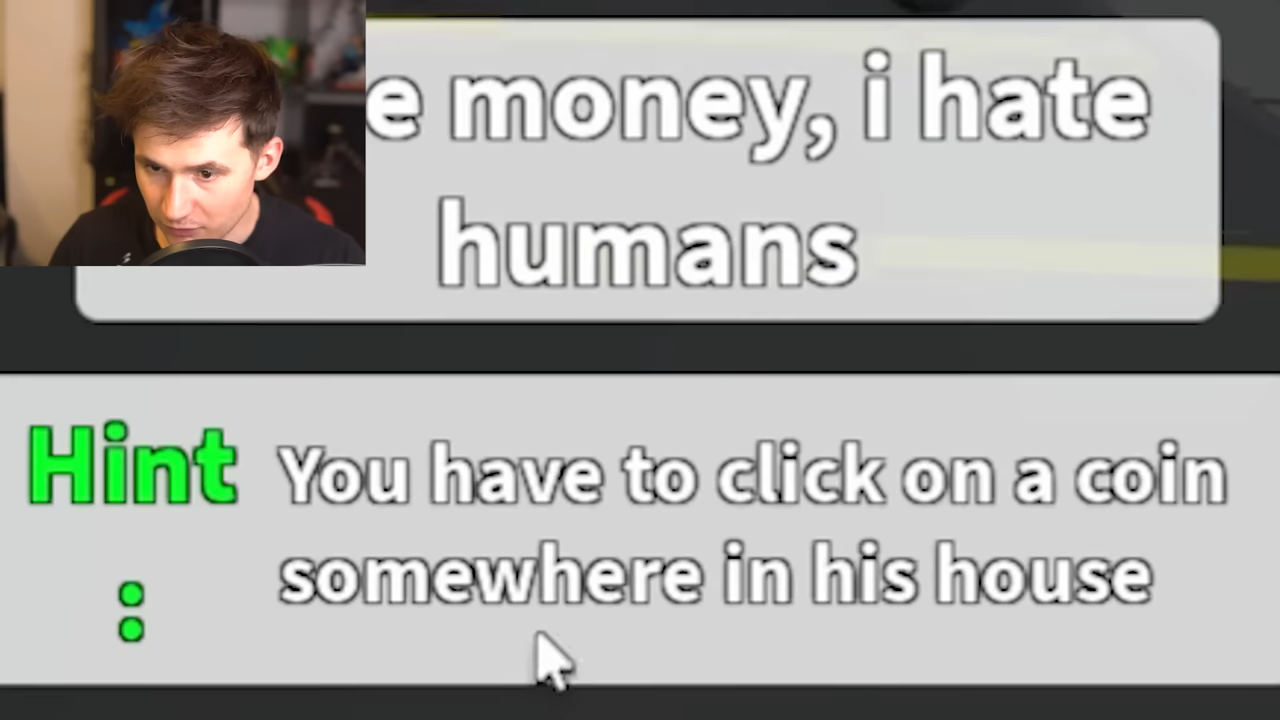 money, i hate
humans
Hint
:
You have to click on a coin
somewhere in his house